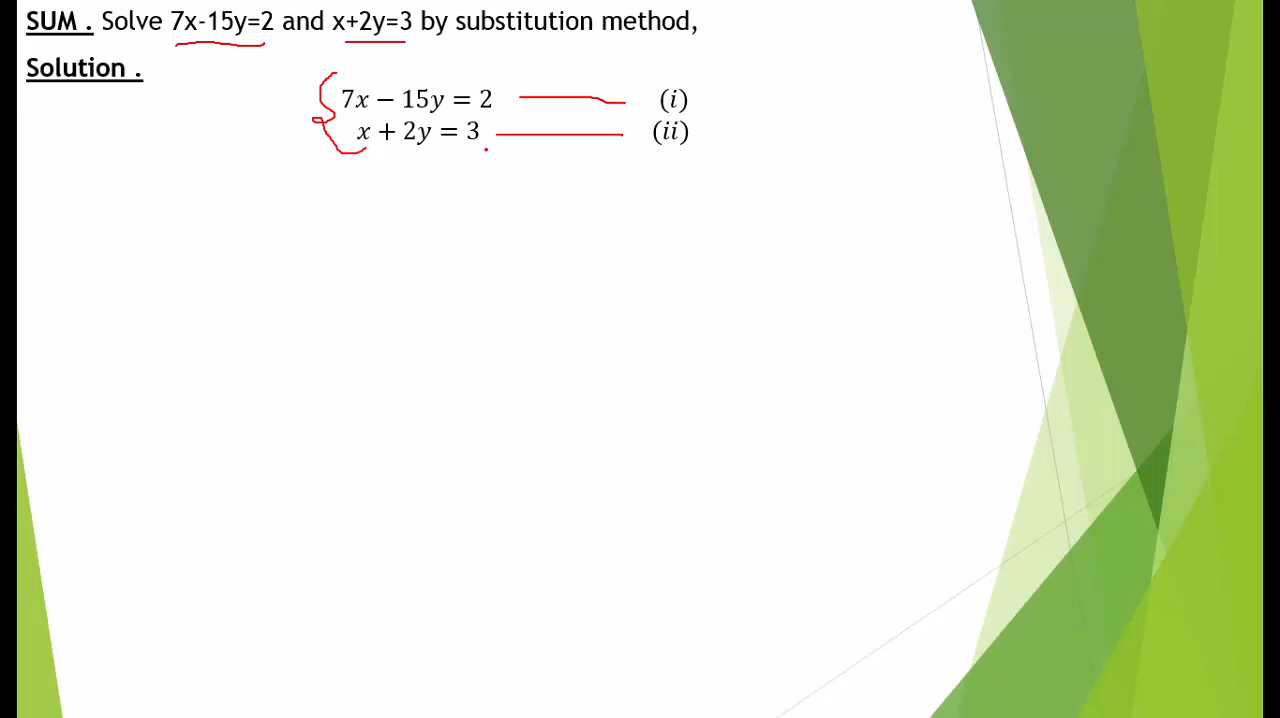 SUM . Solve 7x-15y=2 and x+2y=3 by substitution method,
Solution .
7x − 15y = 2 (i)
x + 2y = 3 (ii)